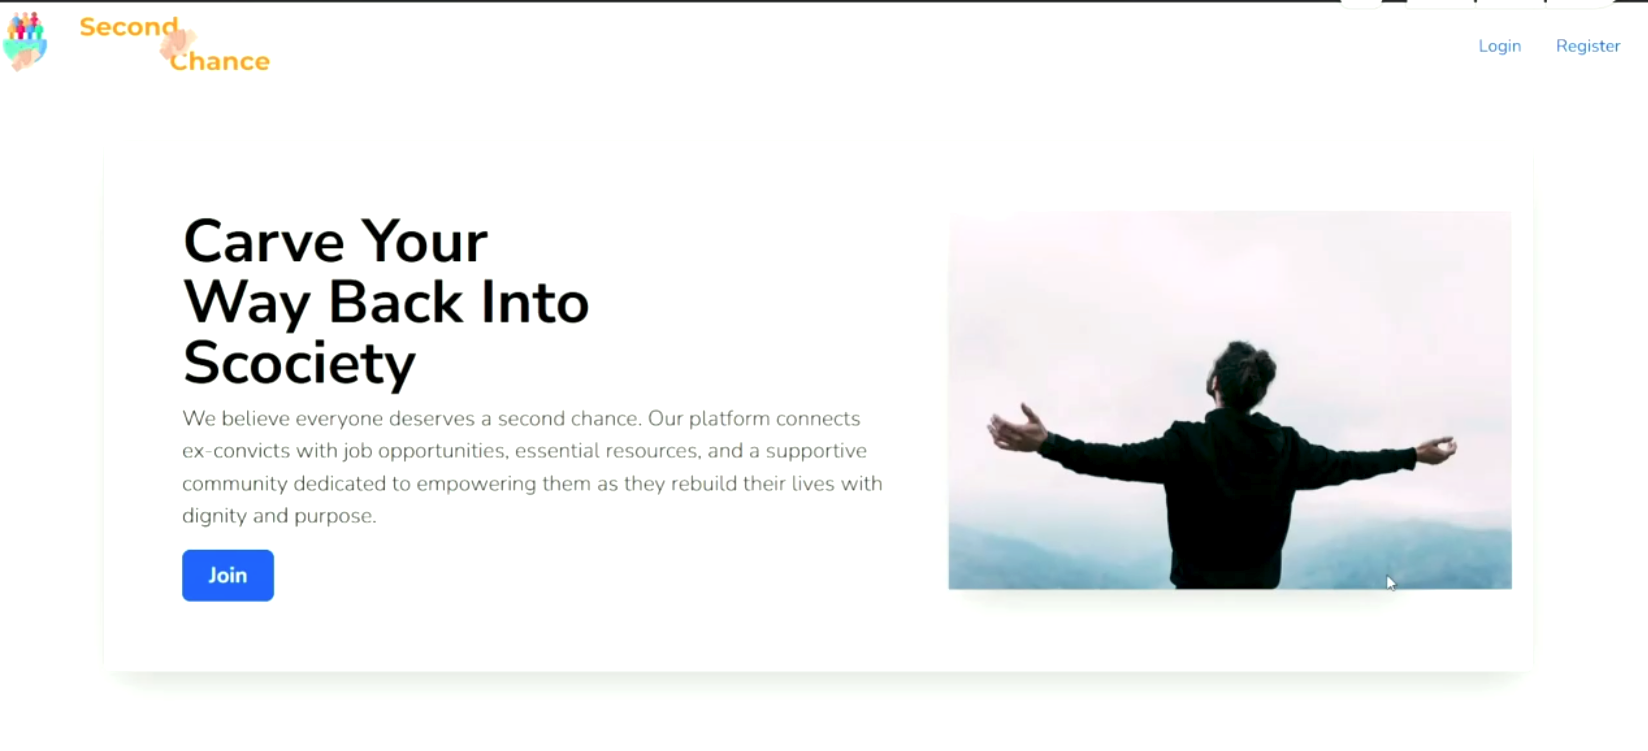 Second
Chance
Login
Register
Carve Your
Way Back Into
Scociety
We believe everyone deserves a second chance. Our platform connects
ex-convicts with job opportunities, essential resources, and a supportive
community dedicated to empowering them as they rebuild their lives with
dignity and purpose.
Join